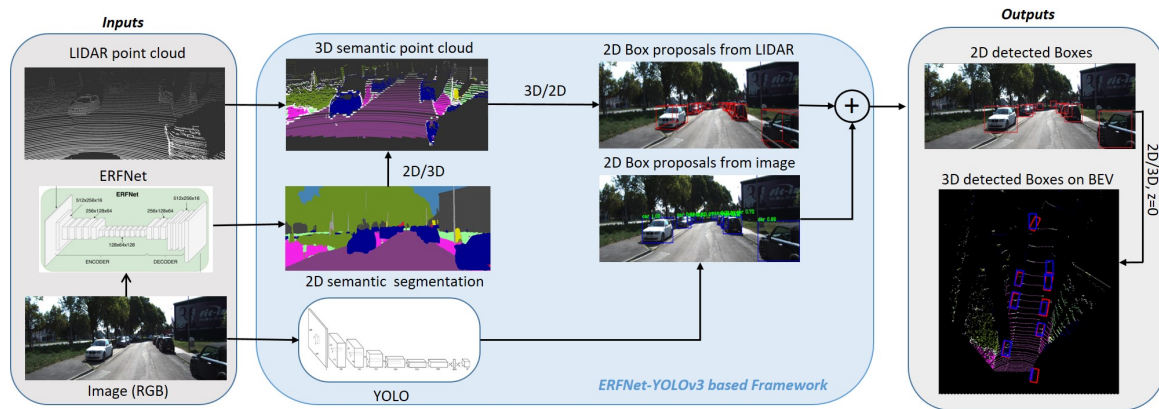 Inputs
LIDAR point cloud
ERFNet
ERFNet
512x256x16
512x256x16
256x128x64
256x128x64
128x64x128
ENCODER
DECODER
Image (RGB)
3D semantic point cloud
2D/3D
2D semantic segmentation
YOLO
3D/2D
2D Box proposals from LIDAR
2D Box proposals from image
+
ERFNet-YOLOv3 based Framework
Outputs
2D detected Boxes
2D/3D, z=0
3D detected Boxes on BEV